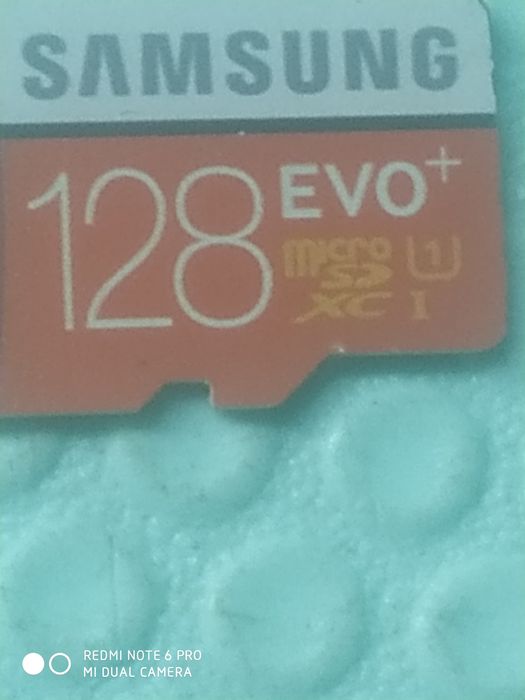 SAMSUNG
128 EVO+
micro SD XC U1 I
REDMI NOTE 6 PRO
MI DUAL CAMERA